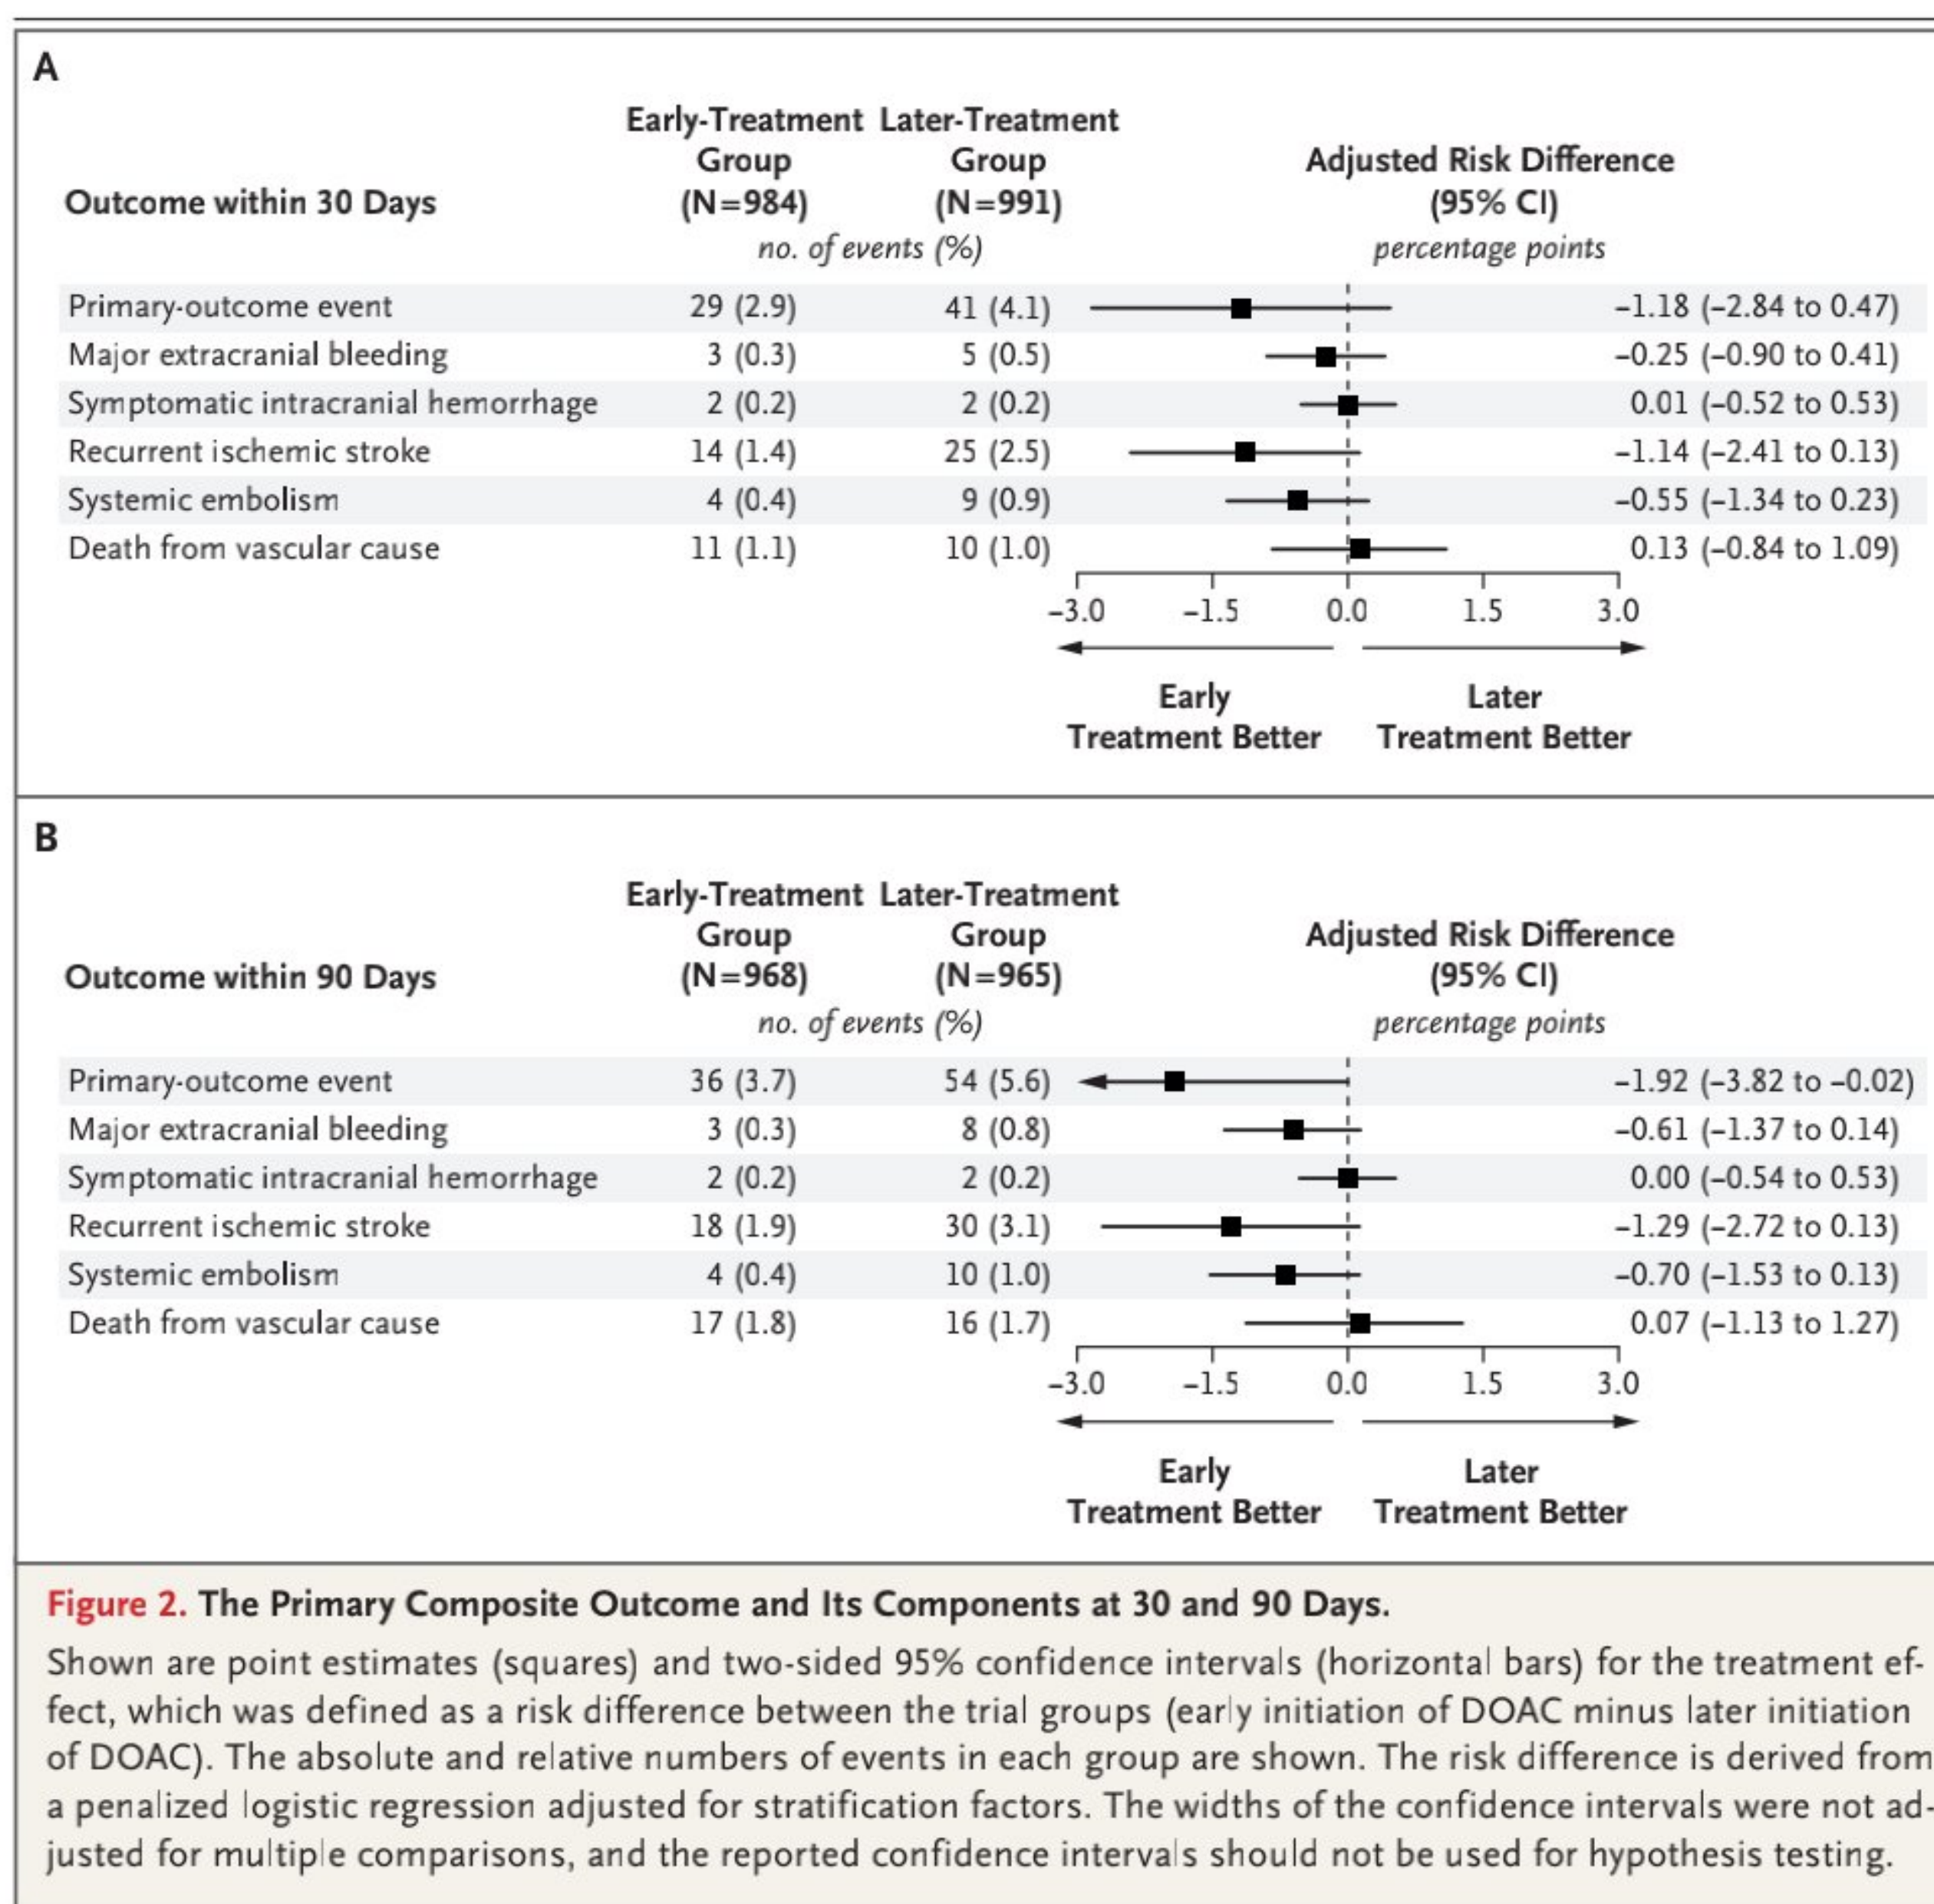 A
Early-Treatment Group (N=984) Later-Treatment Group (N=991) Adjusted Risk Difference (95% CI)
Outcome within 30 Days
no. of events (%) percentage points
Primary-outcome event 29 (2.9) 41 (4.1) –1.18 (–2.84 to 0.47)
Major extracranial bleeding 3 (0.3) 5 (0.5) –0.25 (–0.90 to 0.41)
Symptomatic intracranial hemorrhage 2 (0.2) 2 (0.2) 0.01 (–0.52 to 0.53)
Recurrent ischemic stroke 14 (1.4) 25 (2.5) –1.14 (–2.41 to 0.13)
Systemic embolism 4 (0.4) 9 (0.9) –0.55 (–1.34 to 0.23)
Death from vascular cause 11 (1.1) 10 (1.0) 0.13 (–0.84 to 1.09)
–3.0 –1.5 0.0 1.5 3.0
Early Later
Treatment Better Treatment Better
B
Early-Treatment Group (N=968) Later-Treatment Group (N=965) Adjusted Risk Difference (95% CI)
Outcome within 90 Days
no. of events (%) percentage points
Primary-outcome event 36 (3.7) 54 (5.6) –1.92 (–3.82 to –0.02)
Major extracranial bleeding 3 (0.3) 8 (0.8) –0.61 (–1.37 to 0.14)
Symptomatic intracranial hemorrhage 2 (0.2) 2 (0.2) 0.00 (–0.54 to 0.53)
Recurrent ischemic stroke 18 (1.9) 30 (3.1) –1.29 (–2.72 to 0.13)
Systemic embolism 4 (0.4) 10 (1.0) –0.70 (–1.53 to 0.13)
Death from vascular cause 17 (1.8) 16 (1.7) 0.07 (–1.13 to 1.27)
–3.0 –1.5 0.0 1.5 3.0
Early Later
Treatment Better Treatment Better
Figure 2. The Primary Composite Outcome and Its Components at 30 and 90 Days.
Shown are point estimates (squares) and two-sided 95% confidence intervals (horizontal bars) for the treatment ef-
fect, which was defined as a risk difference between the trial groups (early initiation of DOAC minus later initiation
of DOAC). The absolute and relative numbers of events in each group are shown. The risk difference is derived from
a penalized logistic regression adjusted for stratification factors. The widths of the confidence intervals were not ad-
justed for multiple comparisons, and the reported confidence intervals should not be used for hypothesis testing.